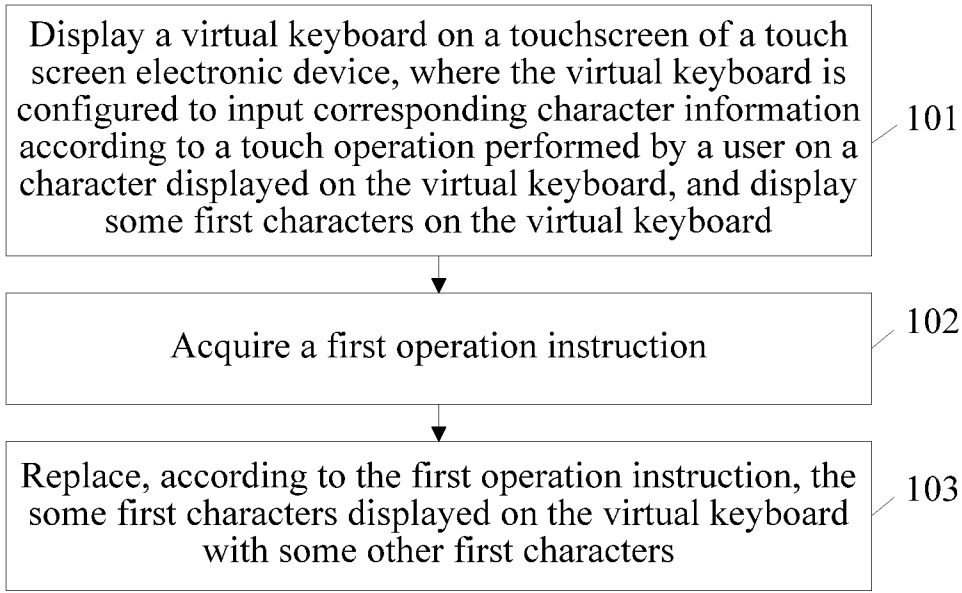 Display a virtual keyboard on a touchscreen of a touch
screen electronic device, where the virtual keyboard is
configured to input corresponding character information
according to a touch operation performed by a user on a
character displayed on the virtual keyboard, and display
some first characters on the virtual keyboard
101
Acquire a first operation instruction
102
Replace, according to the first operation instruction, the
some first characters displayed on the virtual keyboard
with some other first characters
103